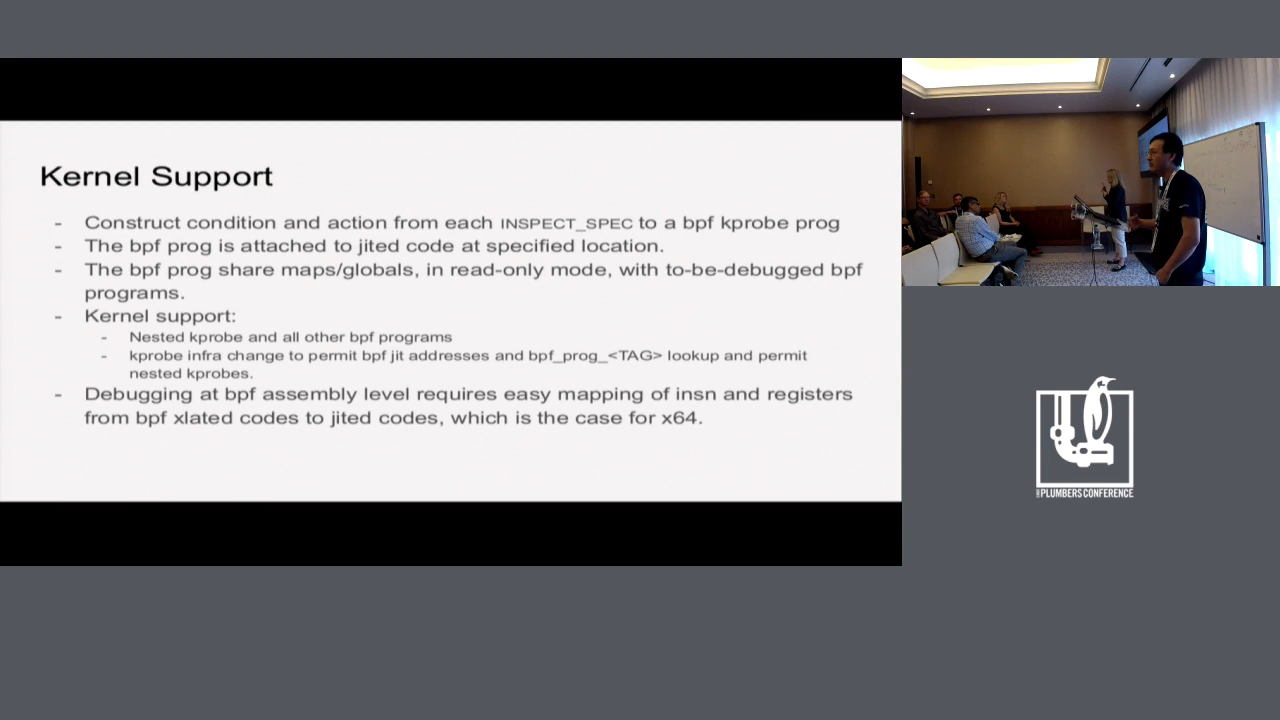 Kernel Support
- Construct condition and action from each INSPECT_SPEC to a bpf kprobe prog
- The bpf prog is attached to jited code at specified location.
- The bpf prog share maps/globals, in read-only mode, with to-be-debugged bpf
programs.
- Kernel support:
- Nested kprobe and all other bpf programs
- kprobe infra change to permit bpf jit addresses and bpf_prog_<TAG> lookup and permit
nested kprobes.
- Debugging at bpf assembly level requires easy mapping of insn and registers
from bpf xlated codes to jited codes, which is the case for x64.
PLUMBERS CONFERENCE